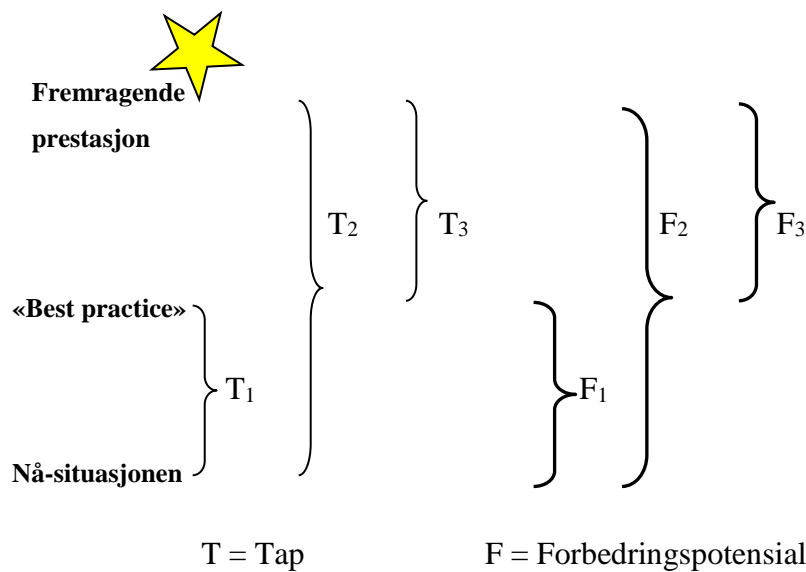 Fremragende
prestasjon
T₂
T₃
F₂
F₃
«Best practice»
T₁
F₁
Nå-situasjonen
T = Tap
F = Forbedringspotensial